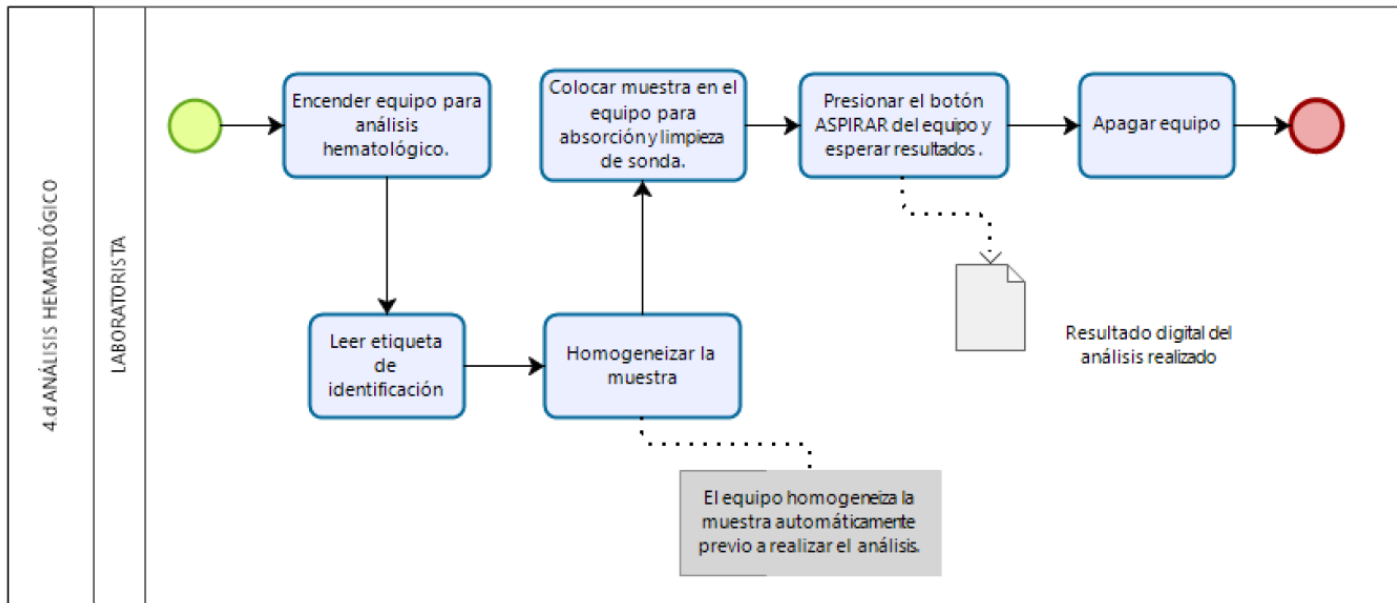 4.d ANÁLISIS HEMATOLÓGICO
LABORATORISTA
Encender equipo para
análisis
hematológico.
Leer etiqueta
de
identificación
Homogeneizar la
muestra
El equipo homogeneiza la
muestra automáticamente
previo a realizar el análisis.
Colocar muestra en el
equipo para
absorción y limpieza
de sonda.
Presionar el botón
ASPIRAR del equipo y
esperar resultados.
Resultado digital del
análisis realizado
Apagar equipo